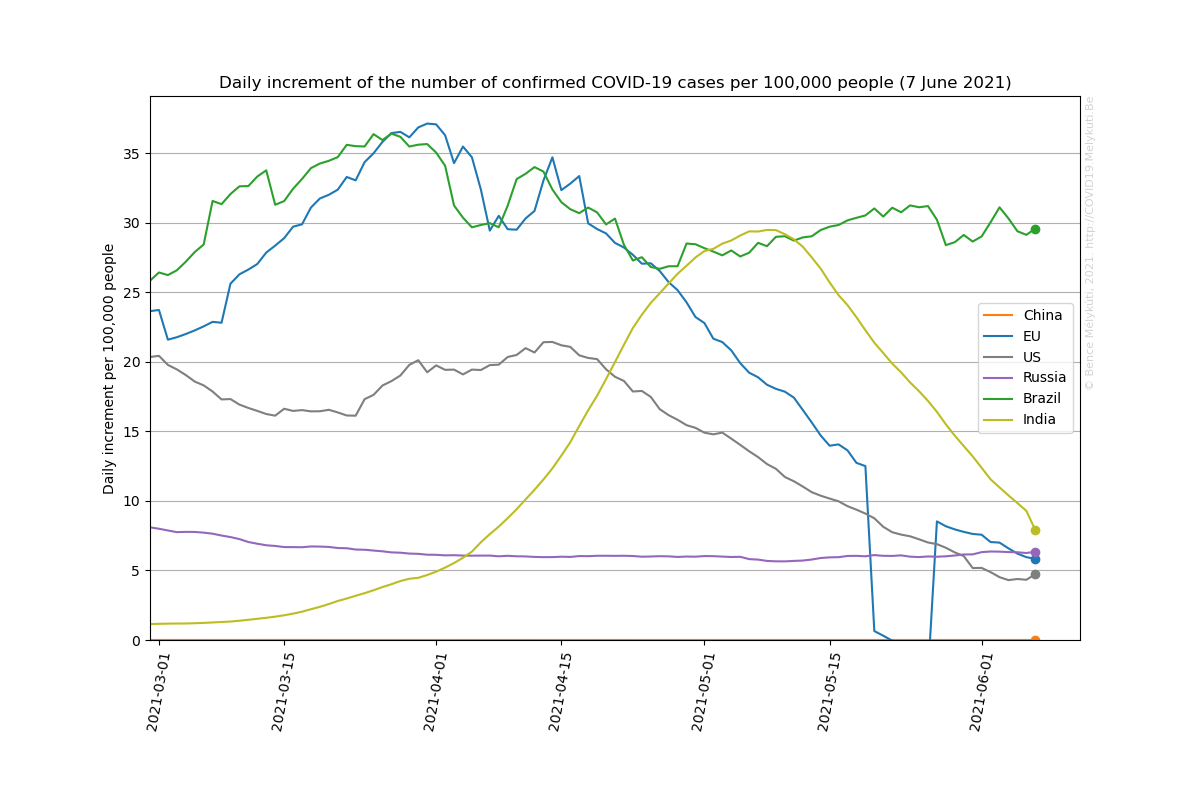 Daily increment of the number of confirmed COVID-19 cases per 100,000 people (7 June 2021)
Daily increment per 100,000 people
35
30
25
20
15
10
5
0
2021-03-01
2021-03-15
2021-04-01
2021-04-15
2021-05-01
2021-05-15
2021-06-01
China
EU
US
Russia
Brazil
India
© Bence Mélykúti, 2021 http://COVID19.Melykuti.Be